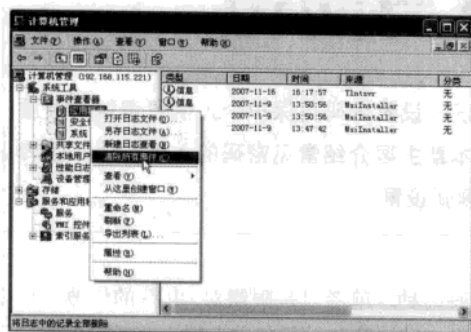 计算机管理
文件(F) 操作(A) 查看(V) 窗口(W) 帮助(H)
计算机管理 (192.168.115.221)
系统工具
事件查看器
安全
系统
共享文
本地用户
性能日志
设备管理
存储
服务和应用
服务
WMI 控件
索引服务
类型 日期 时间 来源 分类
信息 2007-11-16 16:17:57 Tlntsvr 无
信息 2007-11-9 13:50:56 MsiInstaller 无
2007-11-9 13:50:56 MsiInstaller 无
2007-11-9 13:47:42 MsiInstaller 无
打开日志文件(O)...
另存日志文件(A)...
新建日志查看(W)
清除所有事件(C)
查看(V)
从这里创建窗口(W)
重命名(M)
刷新(F)
导出列表(L)...
属性(R)
帮助(H)
将日志中的记录全部删除